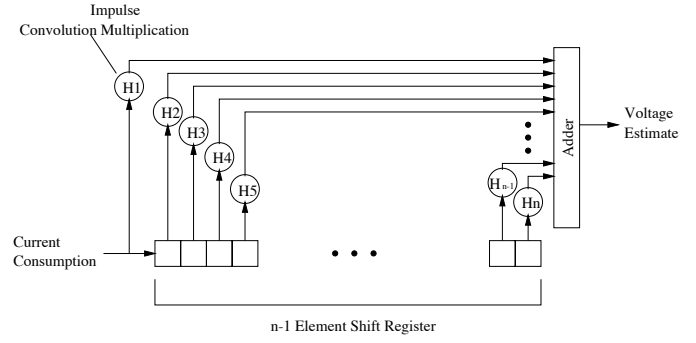 Impulse
Convolution Multiplication
H1
H2
H3
H4
H5
H n-1
Hn
Adder
Voltage
Estimate
Current
Consumption
n-1 Element Shift Register